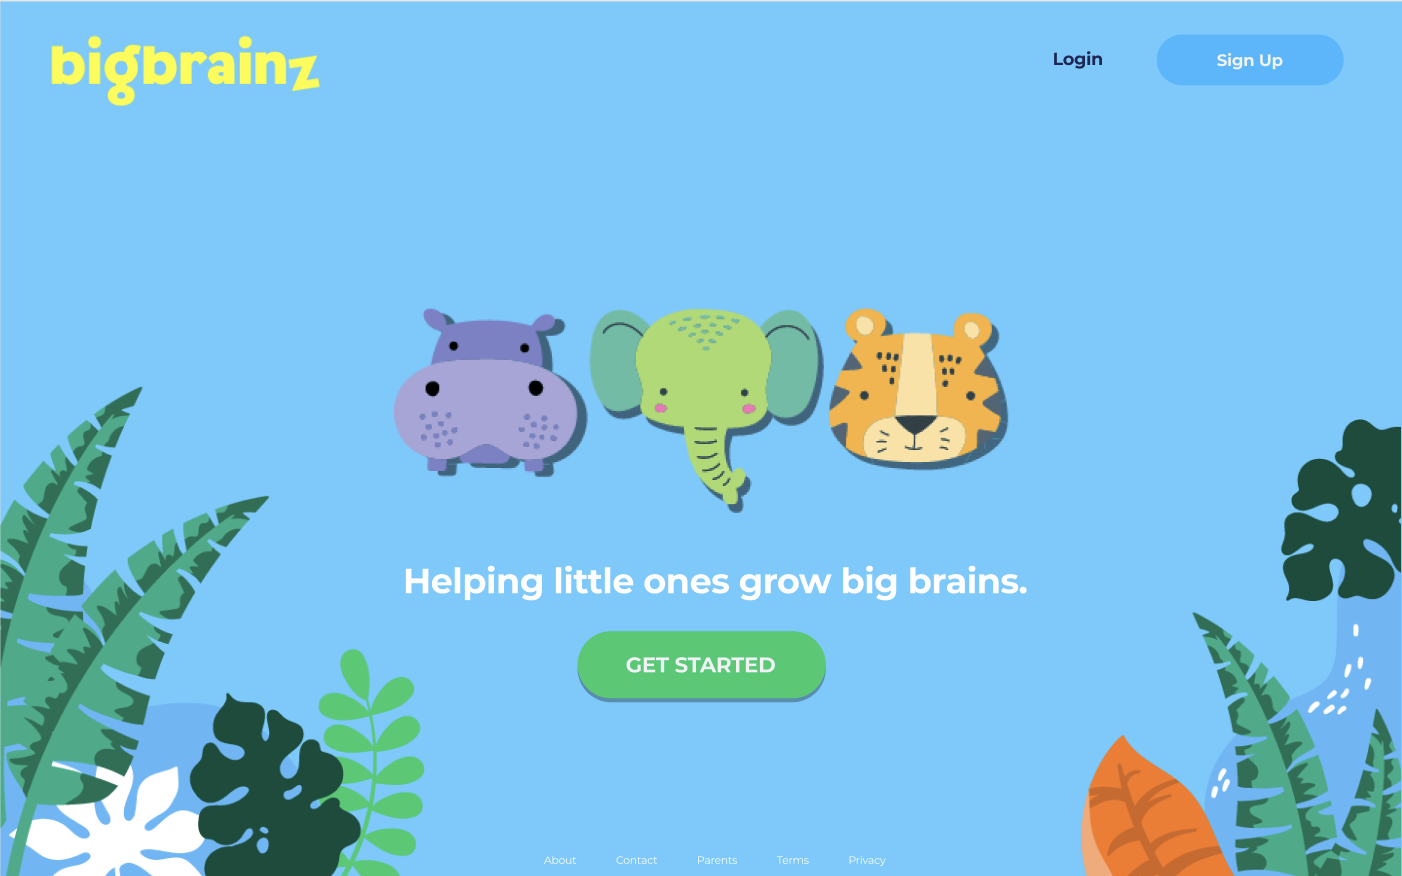 bigbrainz
Login
Sign Up
Helping little ones grow big brains.
GET STARTED
About
Contact
Parents
Terms
Privacy